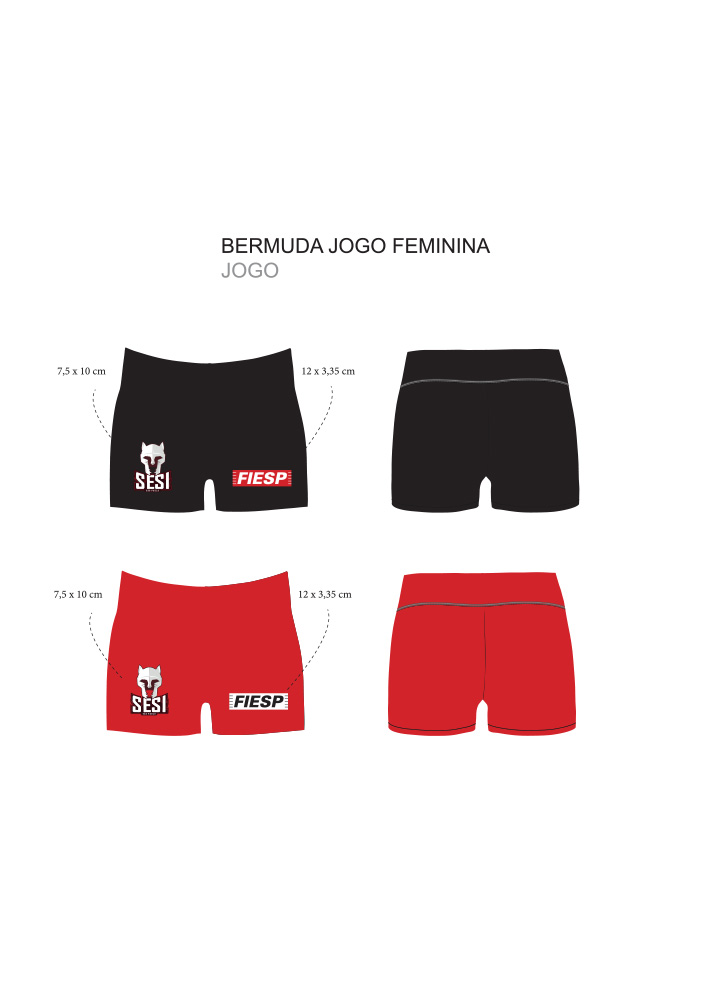 BERMUDA JOGO FEMININA
JOGO
7,5 x 10 cm
12 x 3,35 cm
SESI
FIESP
7,5 x 10 cm
12 x 3,35 cm
SESI
FIESP